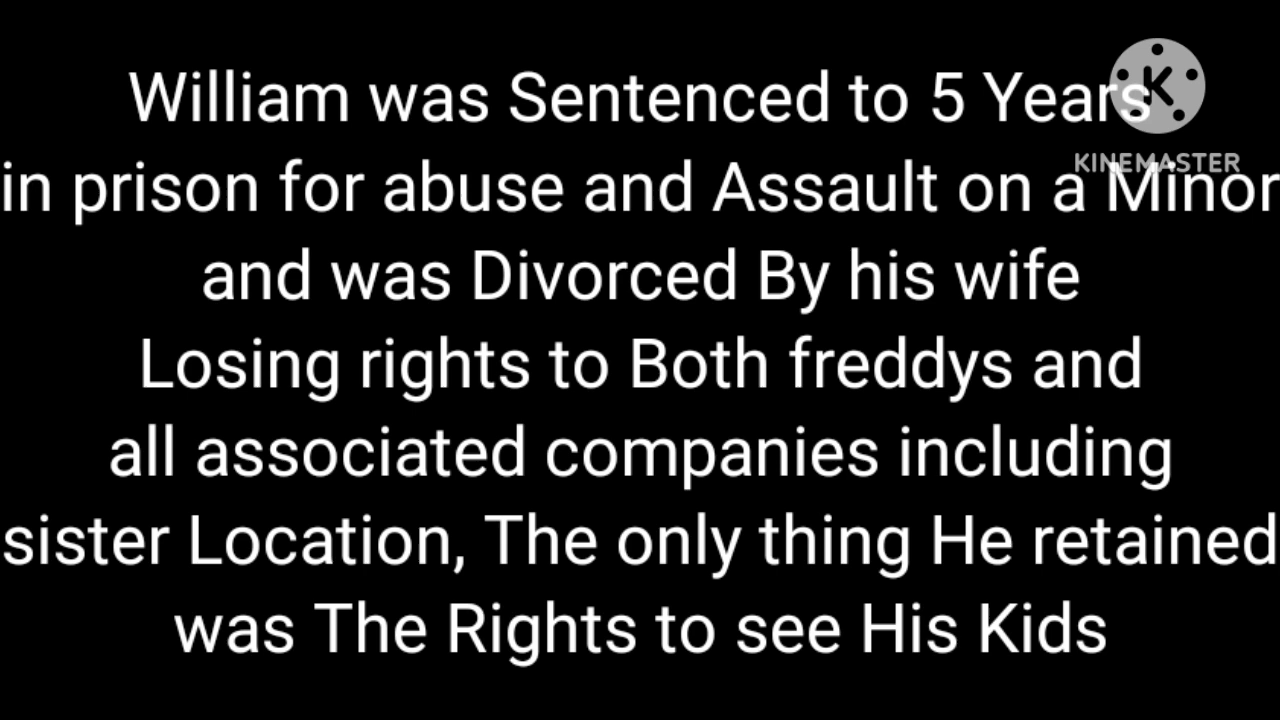 William was Sentenced to 5 Years
in prison for abuse and Assault on a Minor
and was Divorced By his wife
Losing rights to Both freddys and
all associated companies including
sister Location, The only thing He retained
was The Rights to see His Kids
K
KINEMASTER